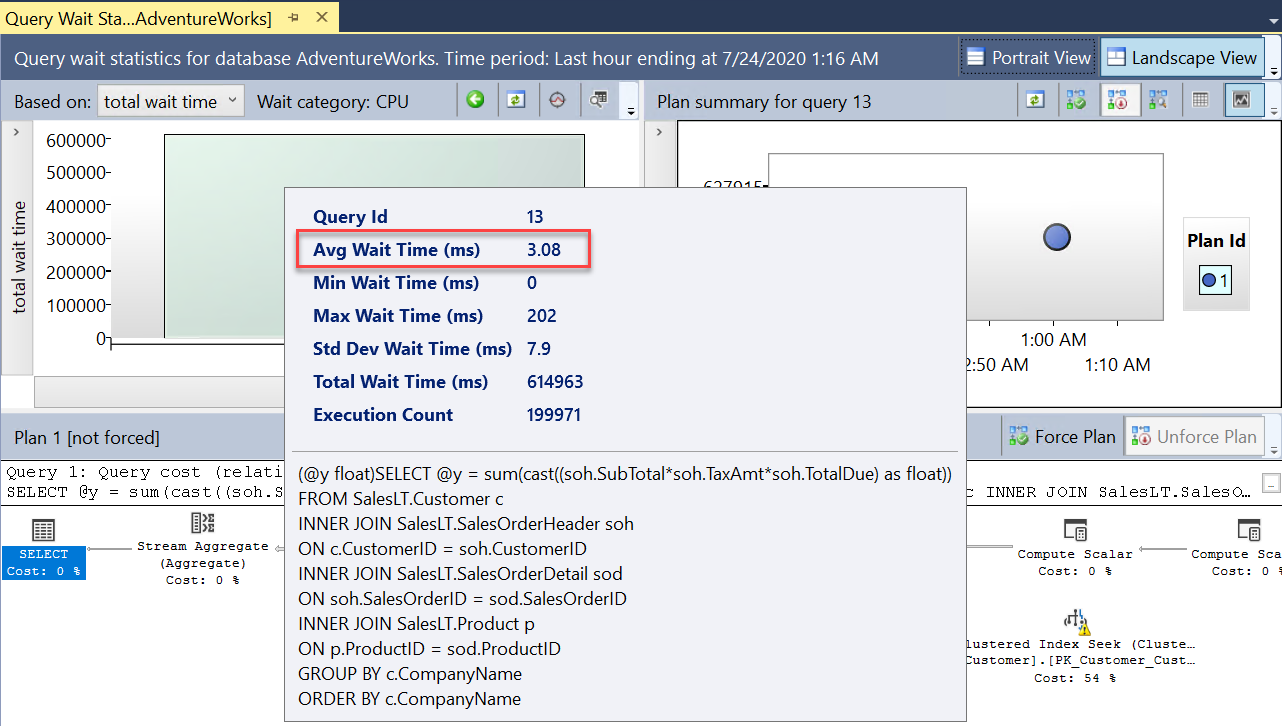 Query Wait Sta...AdventureWorks]
Query wait statistics for database AdventureWorks. Time period: Last hour ending at 7/24/2020 1:16 AM
Portrait View
Landscape View
Based on: total wait time
Wait category: CPU
Plan summary for query 13
total wait time
600000
500000
400000
300000
200000
100000
0
Query Id 13
Avg Wait Time (ms) 3.08
Min Wait Time (ms) 0
Max Wait Time (ms) 202
Std Dev Wait Time (ms) 7.9
Total Wait Time (ms) 614963
Execution Count 199971
(@y float)SELECT @y = sum(cast((soh.SubTotal*soh.TaxAmt*soh.TotalDue) as float))
FROM SalesLT.Customer c
INNER JOIN SalesLT.SalesOrderHeader soh
ON c.CustomerID = soh.CustomerID
INNER JOIN SalesLT.SalesOrderDetail sod
ON soh.SalesOrderID = sod.SalesOrderID
INNER JOIN SalesLT.Product p
ON p.ProductID = sod.ProductID
GROUP BY c.CompanyName
ORDER BY c.CompanyName
Plan Id
1
1:00 AM
2:50 AM
1:10 AM
Plan 1 [not forced]
Force Plan
Unforce Plan
Query 1: Query cost (relati
SELECT @y = sum(cast((soh.S
c INNER JOIN SalesLT.SalesO...
SELECT
Cost: 0 %
Stream Aggregate
(Aggregate)
Cost: 0 %
Compute Scalar
Cost: 0 %
Compute Sca
Cost: 0 %
lustered Index Seek (Cluste...
Customer].[PK_Customer_Cust...
Cost: 54 %